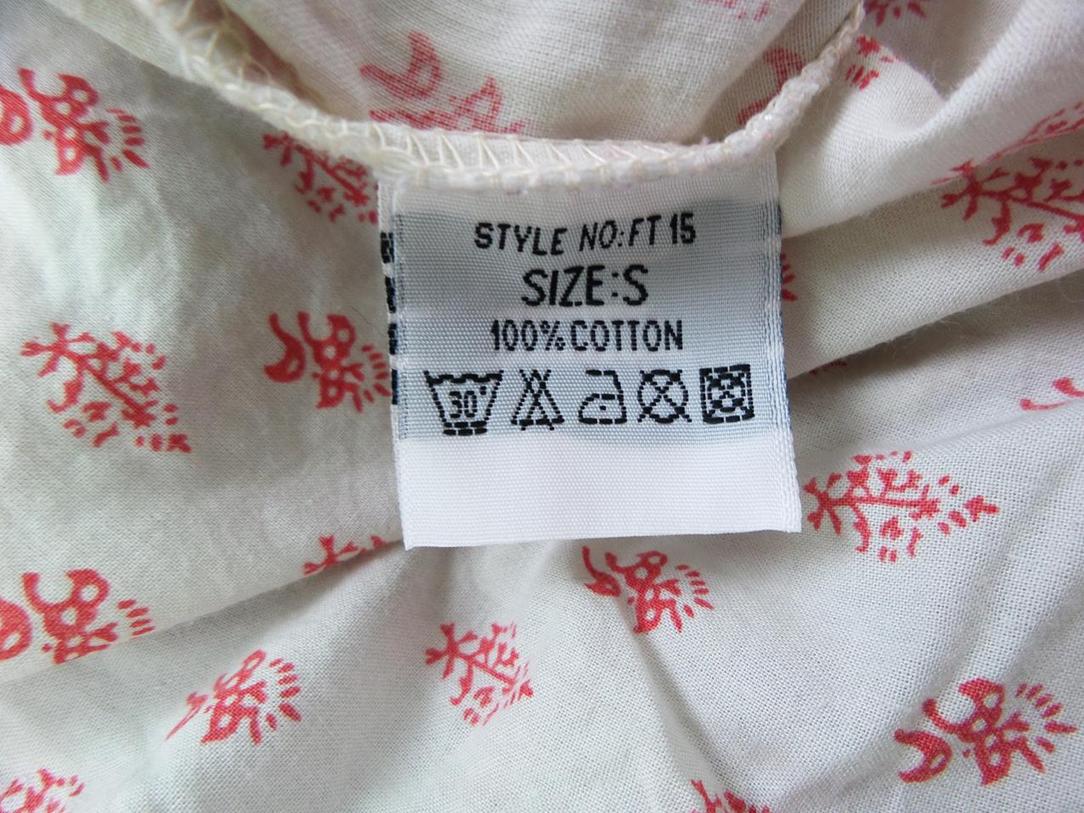 STYLE NO:FT 15
SIZE:S
100% COTTON
30°